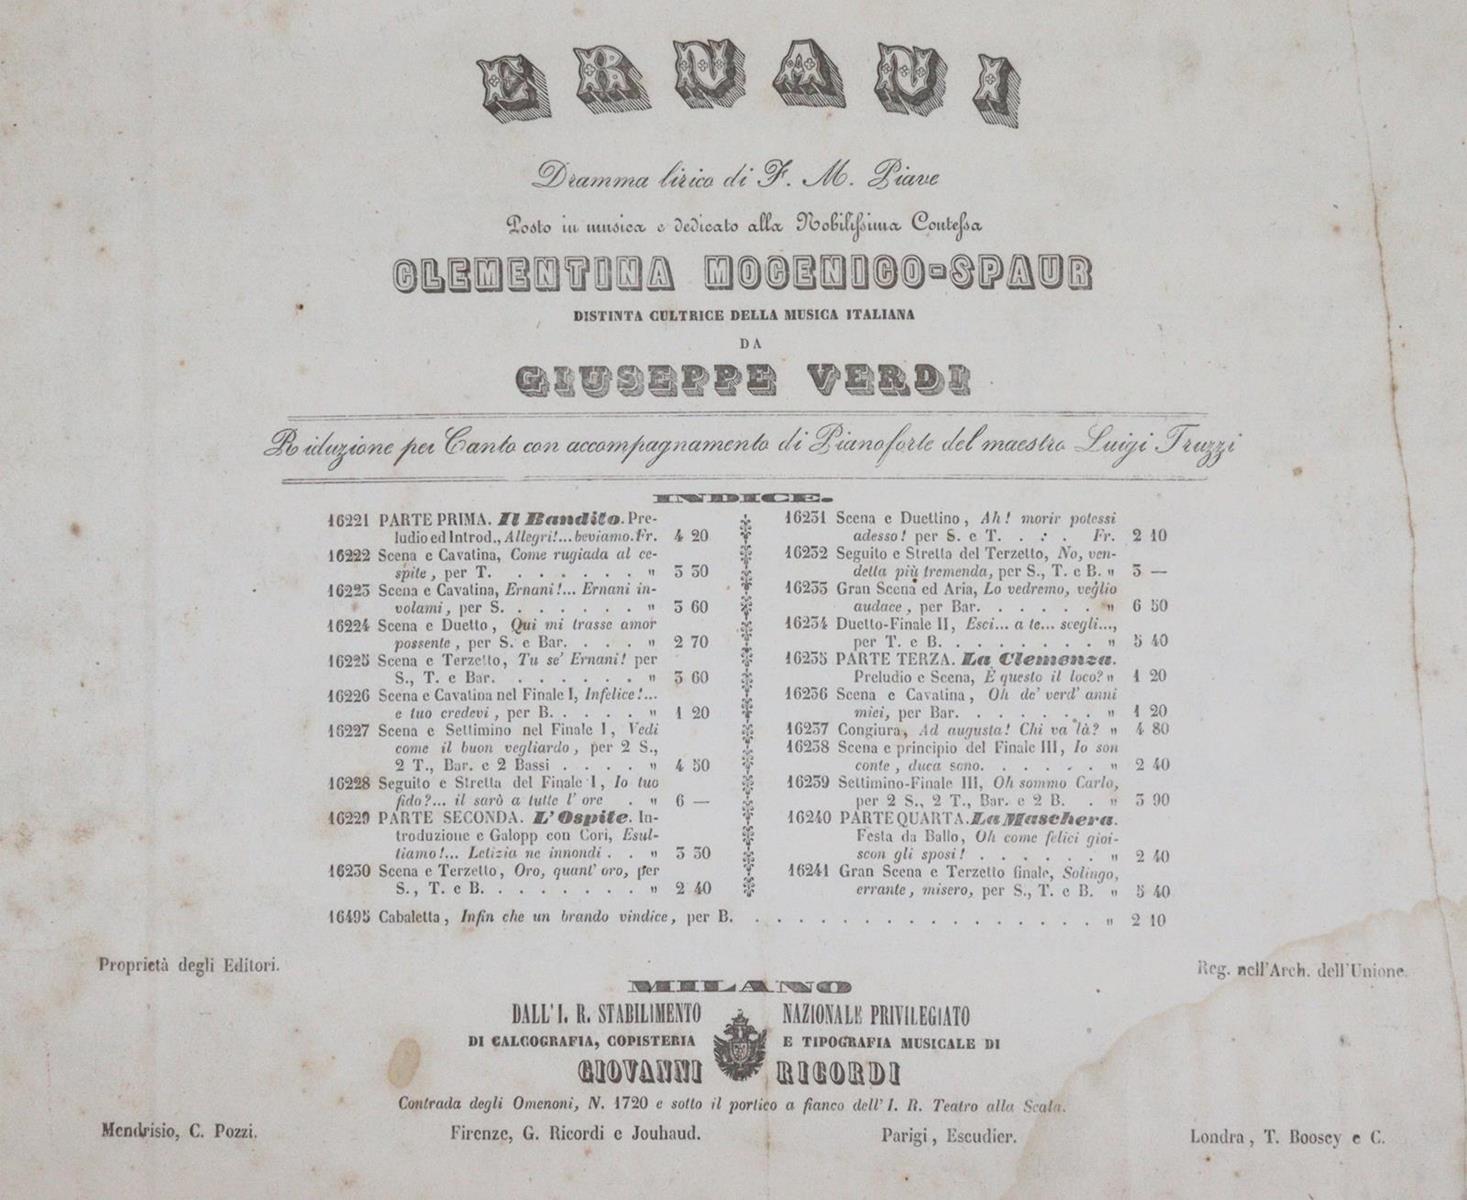 ERNANI
Dramma lirico di F. M. Piave
Posto in musica e dedicato alla Nobilissima Contessa
CLEMENTINA MOCENICO-SPAUR
DISTINTA CULTRICE DELLA MUSICA ITALIANA
DA
GIUSEPPE VERDI
Riduzione per Canto con accompagnamento di Pianoforte del maestro Luigi Truzzi
INDICE.
16221 PARTE PRIMA. Il Bandito. Pre-
ludio ed Introd., Allegri!... beviamo. Fr. 4 20
16222 Scena e Cavatina, Come rugiada al ce-
spite, per T. . . . . . . " 3 30
16223 Scena e Cavatina, Ernani!... Ernani in-
volami, per S. . . . . . . " 3 60
16224 Scena e Duetto, Qui mi trasse amor
possente, per S. e Bar. . . . " 2 70
16225 Scena e Terzetto, Tu se' Ernani! per
S., T. e Bar. . . . . . . " 3 60
16226 Scena e Cavatina nel Finale I, Infelice!...
e tuo credevi, per B. . . . . " 1 20
16227 Scena e Settimino nel Finale I, Vedi
come il buon vegliardo, per 2 S.,
2 T., Bar. e 2 Bassi . . . . " 4 50
16228 Seguito e Stretta del Finale I, Io tuo
fido?... il sarò a tutte l'ore . " 6 —
16229 PARTE SECONDA. L'Ospite. In-
troduzione e Galopp con Cori, Esul-
tiamo!... Letizia ne innondi . . " 3 30
16230 Scena e Terzetto, Oro, quant' oro, per
S., T. e B. . . . . . . . " 2 40
16231 Scena e Duettino, Ah! morir potessi
adesso! per S. e T. . . . Fr. 2 10
16232 Seguito e Stretta del Terzetto, No, ven-
detta più tremenda, per S., T. e B. " 3 —
16233 Gran Scena ed Aria, Lo vedremo, veglio
audace, per Bar. . . . . . " 6 50
16234 Duetto-Finale II, Esci... a te... scegli...,
per T. e B. . . . . . . . " 5 40
16235 PARTE TERZA. La Clemenza.
Preludio e Scena, È questo il loco? " 1 20
16236 Scena e Cavatina, Oh de' verd' anni
miei, per Bar. . . . . . . " 1 20
16237 Congiura, Ad augusta! Chi va là? " 4 80
16238 Scena e principio del Finale III, Io son
conte, duca sono. . . . . . " 2 40
16239 Settimino-Finale III, Oh sommo Carlo,
per 2 S., 2 T., Bar. e 2 B. . " 3 90
16240 PARTE QUARTA. La Maschera.
Festa da Ballo, Oh come felici gioi-
scon gli sposi! . . . . . . " 2 40
16241 Gran Scena e Terzetto finale, Solingo,
errante, misero, per S., T. e B. " 5 40
16495 Cabaletta, Infin che un brando vindice, per B. . . . . . . . . . . . . . . . . . " 2 10
Proprietà degli Editori.
Reg. nell'Arch. dell'Unione.
MILANO
DALL'I. R. STABILIMENTO NAZIONALE PRIVILEGIATO
DI CALCOGRAFIA, COPISTERIA E TIPOGRAFIA MUSICALE DI
GIOVANNI RICORDI
Contrada degli Omenoni, N. 1720 e sotto il portico a fianco dell'I. R. Teatro alla Scala.
Mendrisio, C. Pozzi. Firenze, G. Ricordi e Jouhaud. Parigi, Escudier. Londra, T. Boosey e C.